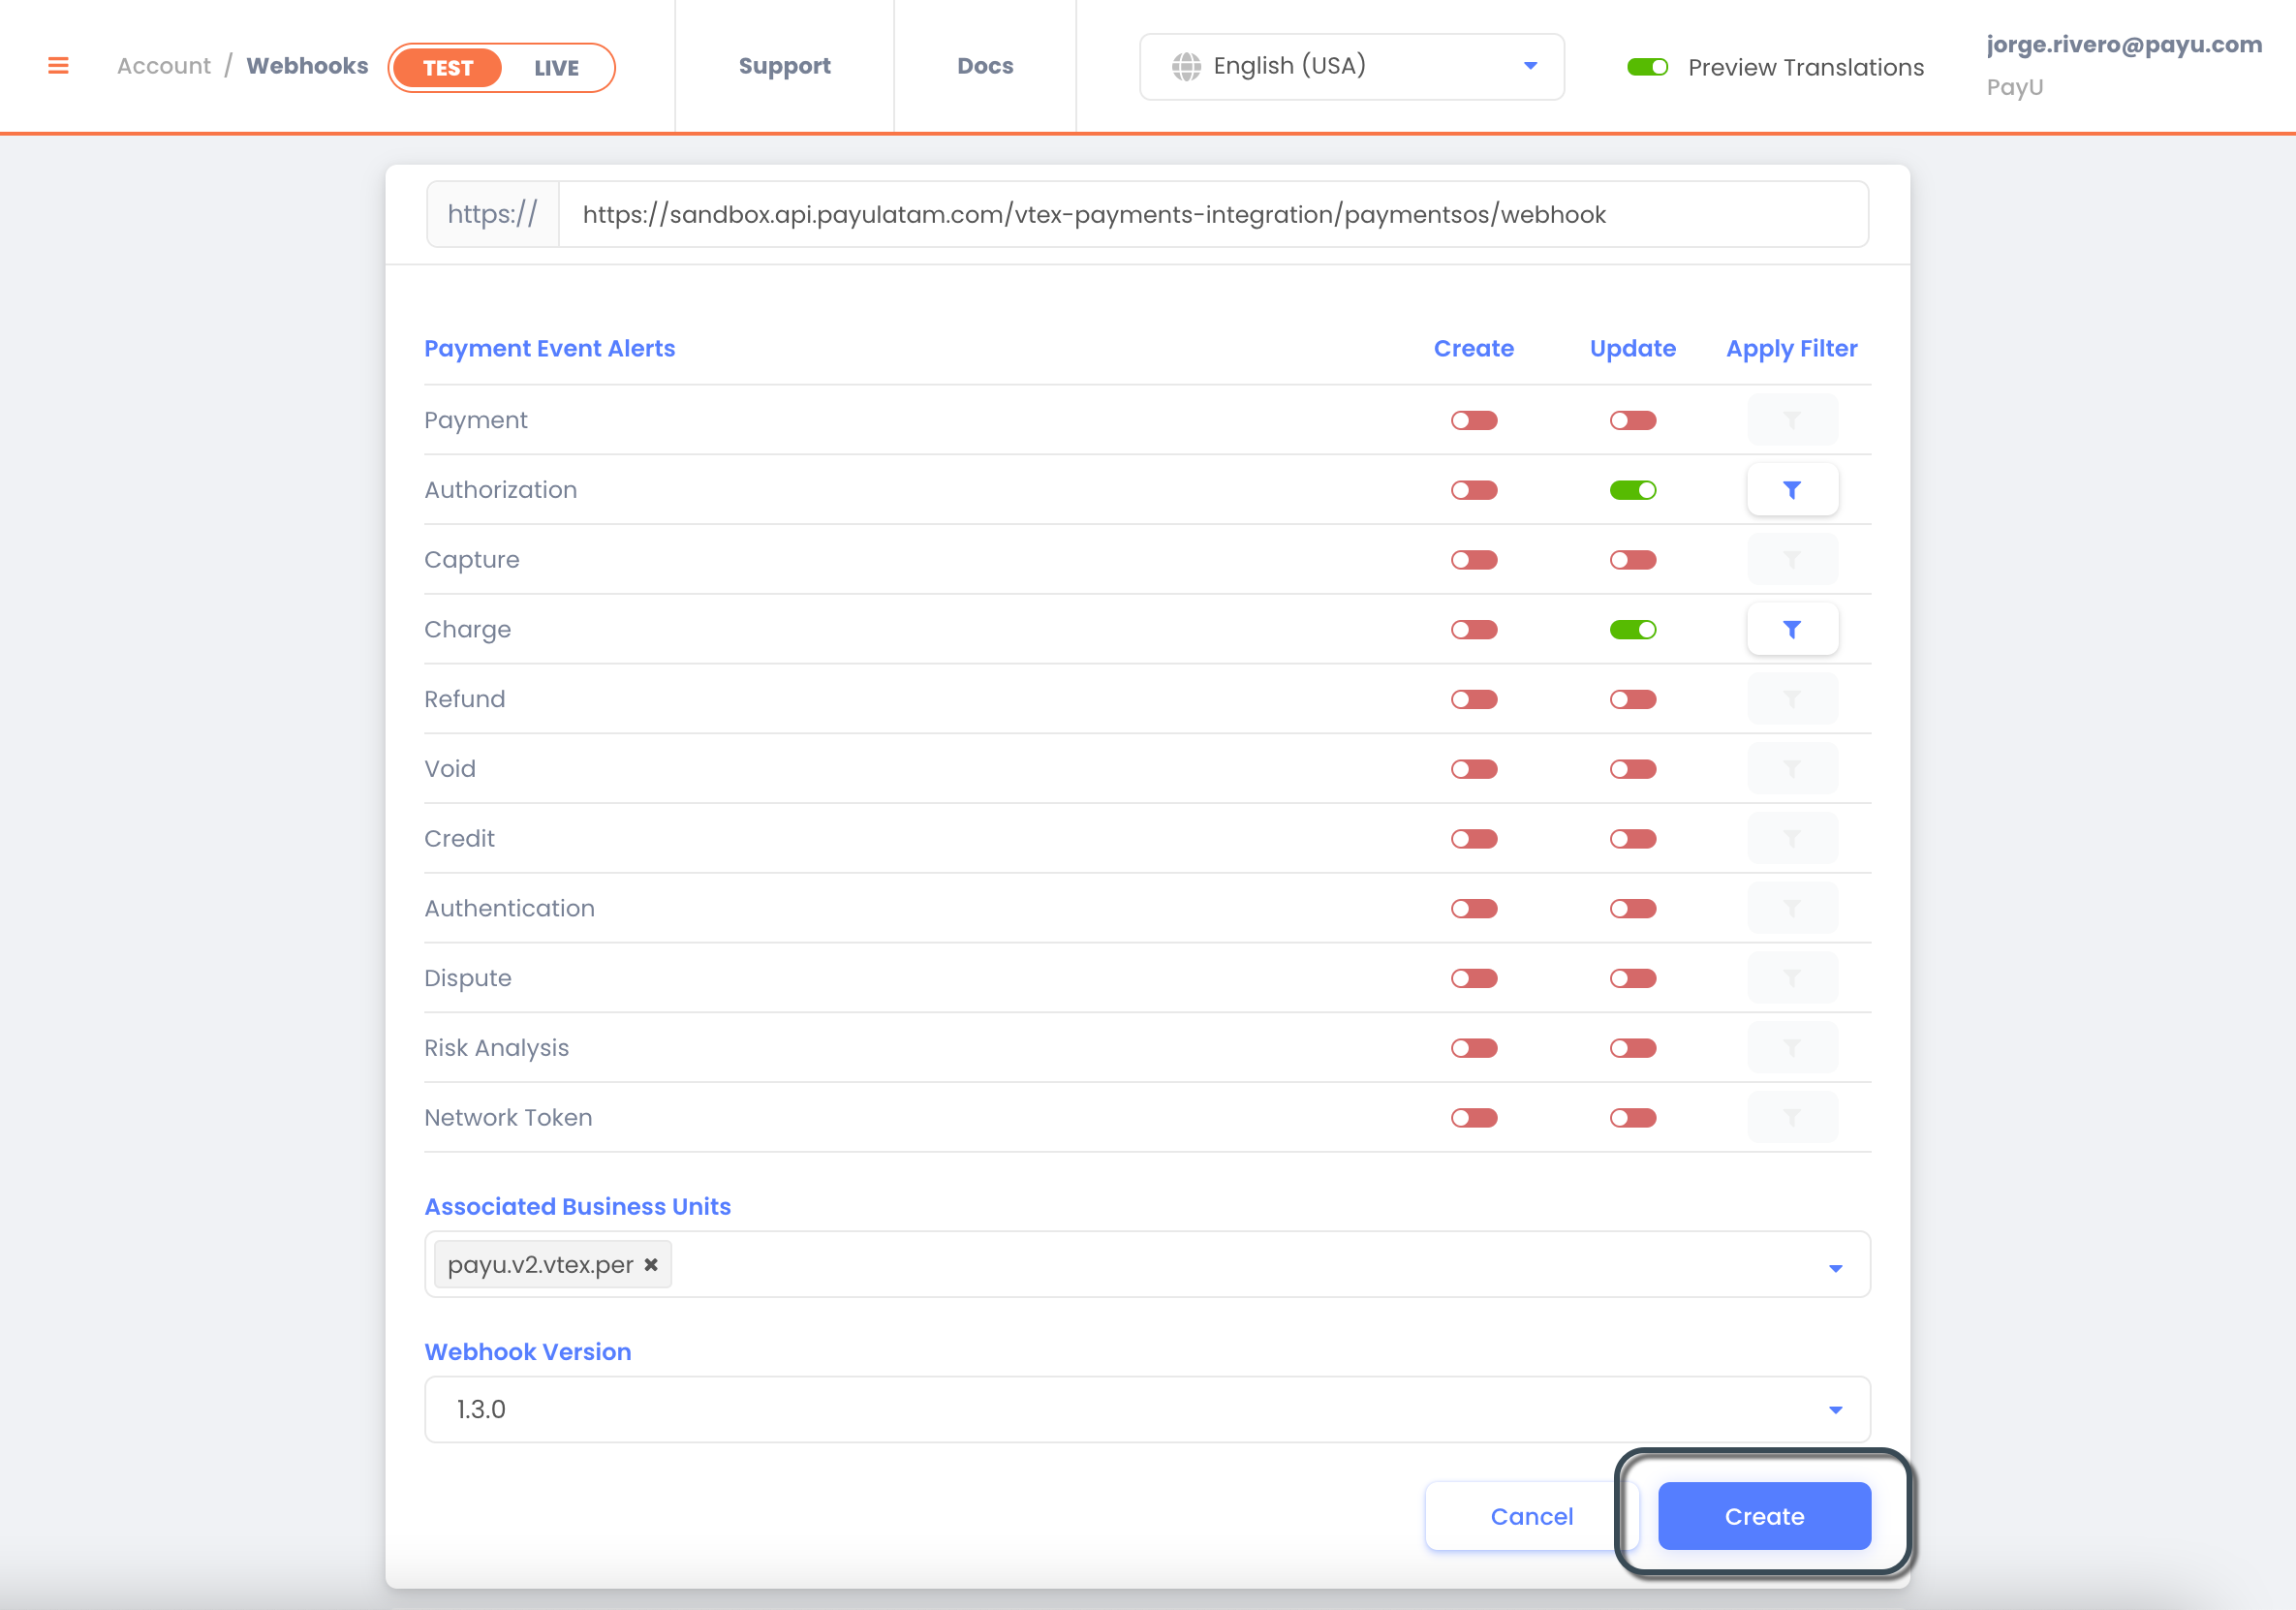 Account / Webhooks TEST LIVE Support Docs English (USA) Preview Translations jorge.rivero@payu.com
PayU
https:// https://sandbox.api.payulatam.com/vtex-payments-integration/paymentsos/webhook
Payment Event Alerts Create Update Apply Filter
Payment
Authorization
Capture
Charge
Refund
Void
Credit
Authentication
Dispute
Risk Analysis
Network Token
Associated Business Units
payu.v2.vtex.per ×
Webhook Version
1.3.0
Cancel Create